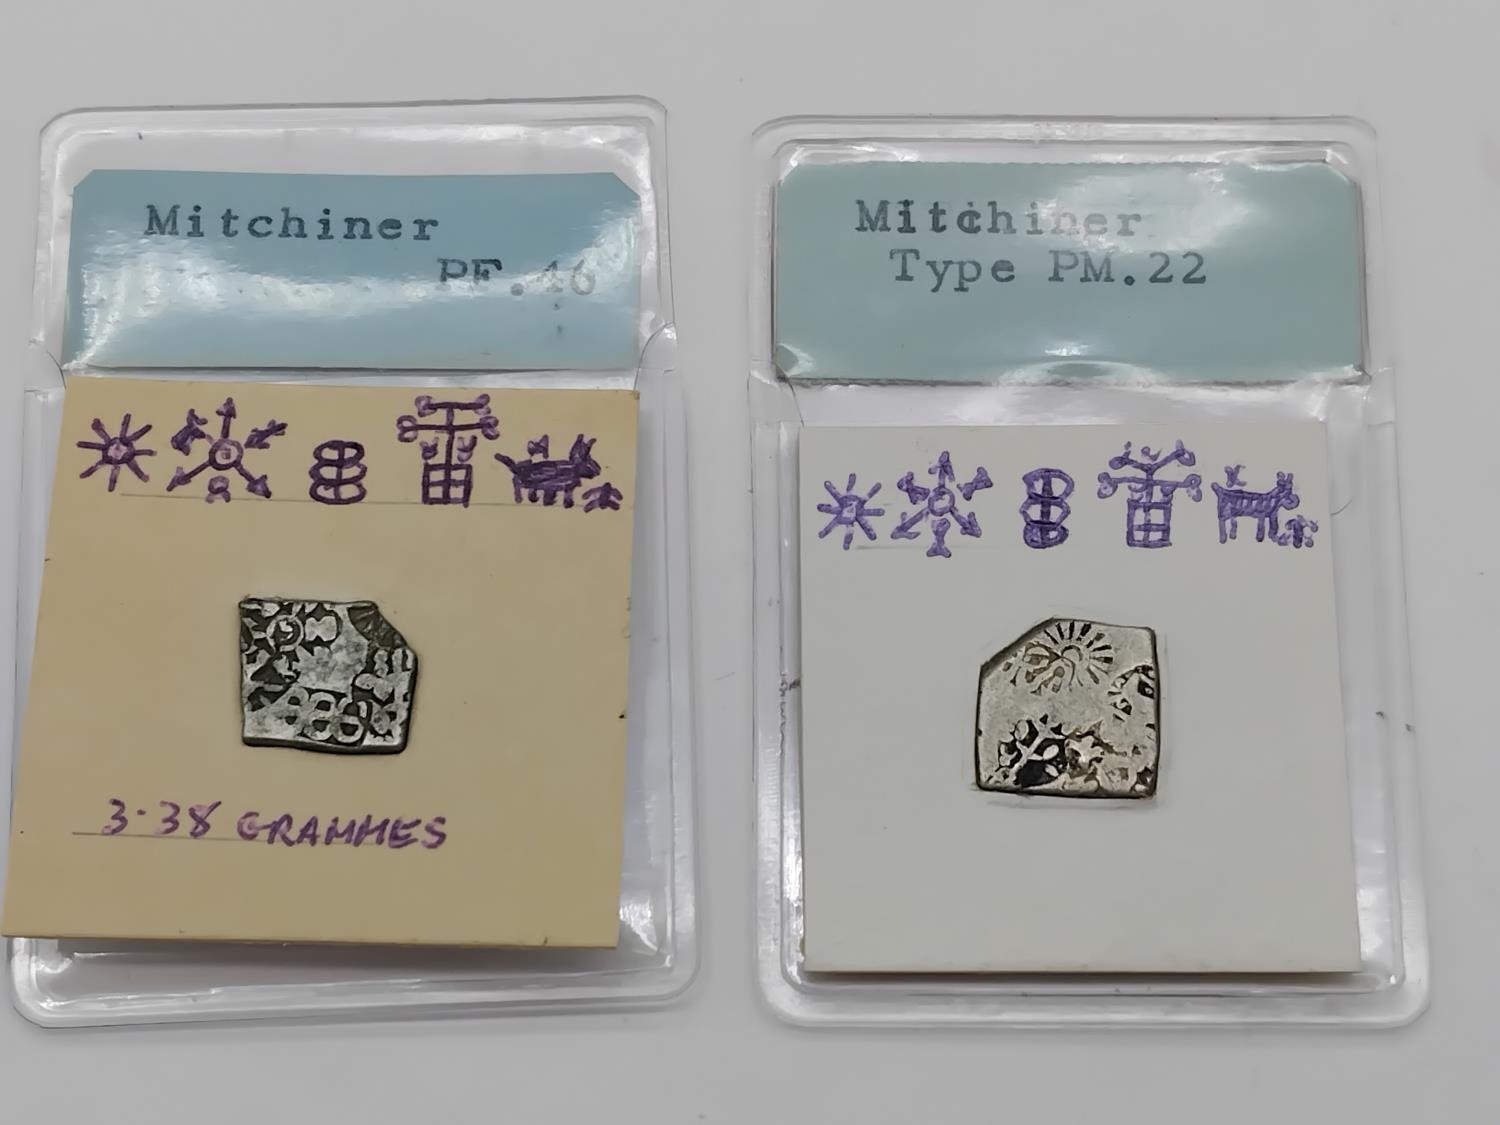 Mitchiner
PF.46
3.38 GRAMMES
Mitchiner
Type PM.22